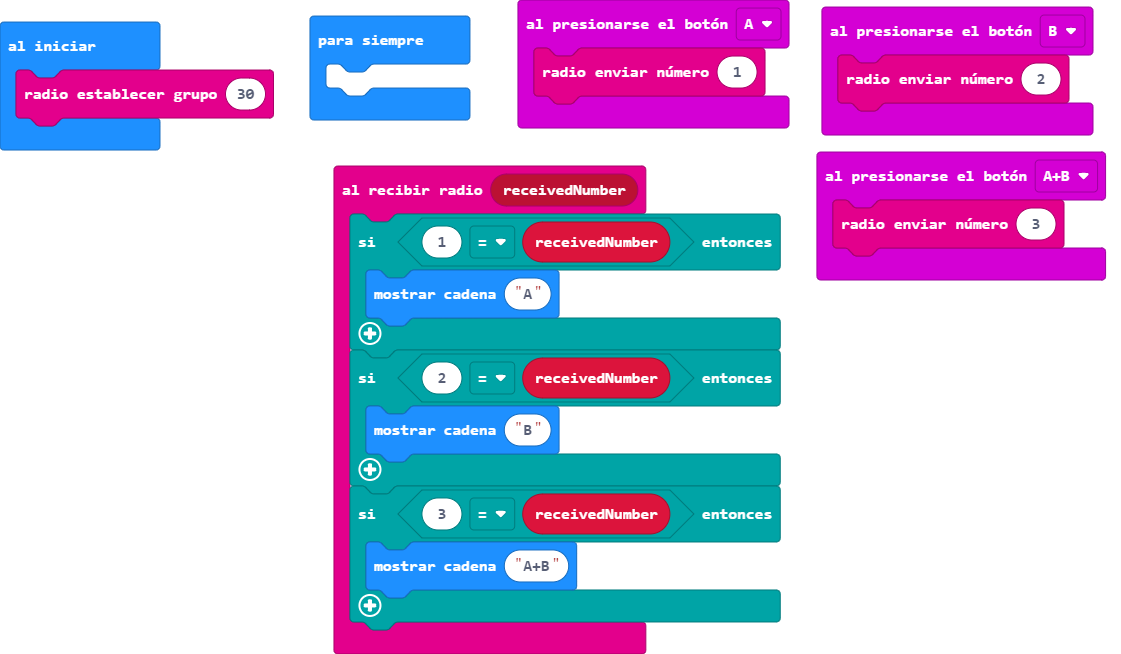 al iniciar
radio establecer grupo 30
para siempre
al presionarse el botón A
radio enviar número 1
al presionarse el botón B
radio enviar número 2
al presionarse el botón A+B
radio enviar número 3
al recibir radio receivedNumber
si 1 = receivedNumber entonces
mostrar cadena "A"
si 2 = receivedNumber entonces
mostrar cadena "B"
si 3 = receivedNumber entonces
mostrar cadena "A+B"